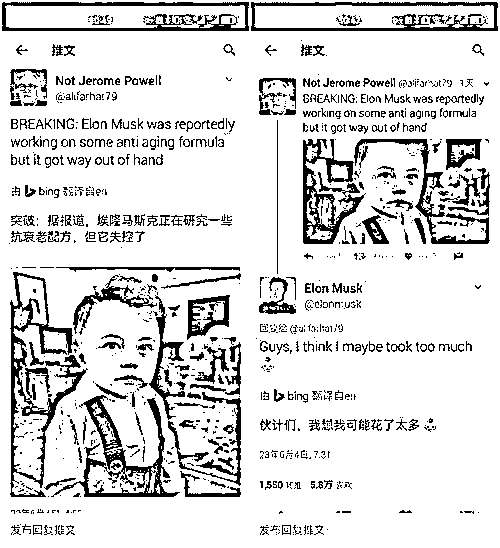 推文
Not Jerome Powell
@alifarhat79
BREAKING: Elon Musk was reportedly
working on some anti aging formula
but it got way out of hand
由 bing 翻译自en
突破：据报道，埃隆马斯克正在研究一些
抗衰老配方，但它失控了
发布回复推文
推文
Not Jerome Powell @alifarhat79 · 1天
BREAKING: Elon Musk was reportedly
working on some anti aging formula
but it got way out of hand
Elon Musk
@elonmusk
回复给 @alifarhat79
Guys, I think I maybe took too much
由 bing 翻译自en
伙计们，我想我可能花了太多
23年6月4日, 7:31
1,550 转推 5.8万 喜欢
发布回复推文